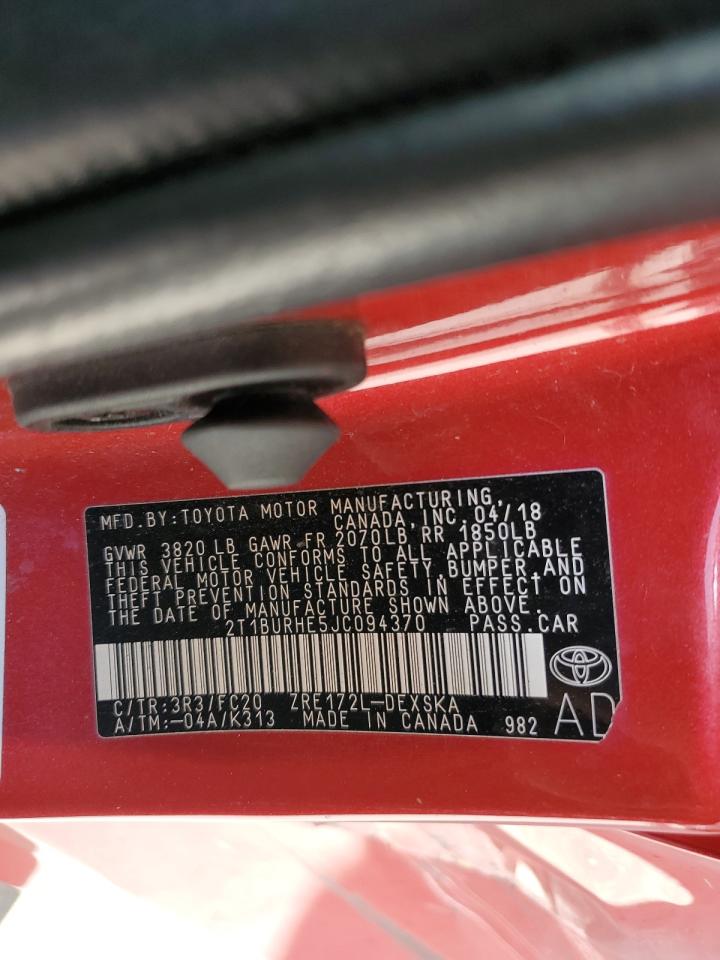 MFD.BY:TOYOTA MOTOR MANUFACTURING,
CANADA,INC. 04/18
GVWR 3820 LB GAWR FR 2070LB RR 1850LB
THIS VEHICLE CONFORMS TO ALL APPLICABLE
FEDERAL MOTOR VEHICLE SAFETY,BUMPER,AND
THEFT PREVENTION STANDARDS IN EFFECT ON
THE DATE OF MANUFACTURE SHOWN ABOVE.
2T1BURHE5JC094370 PASS.CAR
C/TR:3R3/FC20 ZRE172L-DEXSKA
A/TM:-04A/K313 MADE IN CANADA 982 AD